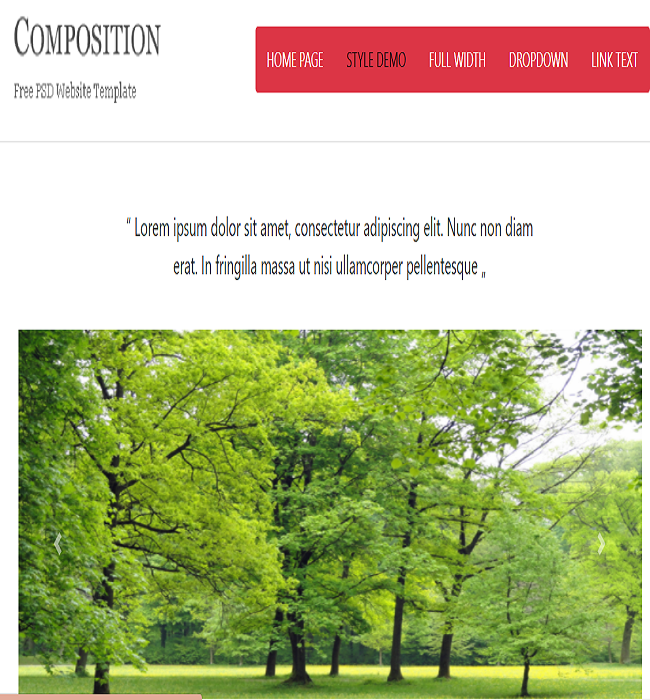 COMPOSITION
Free PSD Website Template
HOME PAGE STYLE DEMO FULL WIDTH DROPDOWN LINK TEXT
“ Lorem ipsum dolor sit amet, consectetur adipiscing elit. Nunc non diam
erat. In fringilla massa ut nisi ullamcorper pellentesque „